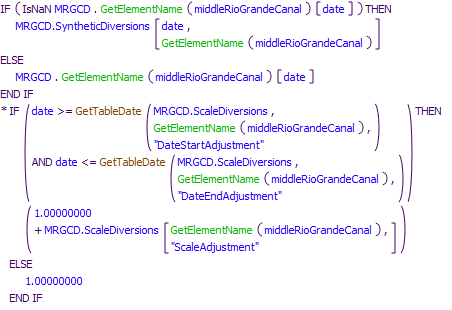 IF ( IsNaN MRGCD . GetElementName ( middleRioGrandeCanal ) [ date ] ) THEN
MRGCD.SyntheticDiversions [ date ,
GetElementName ( middleRioGrandeCanal ) ]
ELSE
MRGCD . GetElementName ( middleRioGrandeCanal ) [ date ]
END IF
* IF ( date >= GetTableDate ( MRGCD.ScaleDiversions , ) THEN
GetElementName ( middleRioGrandeCanal ) ,
"DateStartAdjustment"
AND date <= GetTableDate ( MRGCD.ScaleDiversions ,
GetElementName ( middleRioGrandeCanal ) ,
"DateEndAdjustment" )
( 1.00000000
+ MRGCD.ScaleDiversions [ GetElementName ( middleRioGrandeCanal ) , ] )
"ScaleAdjustment"
ELSE
1.00000000
END IF